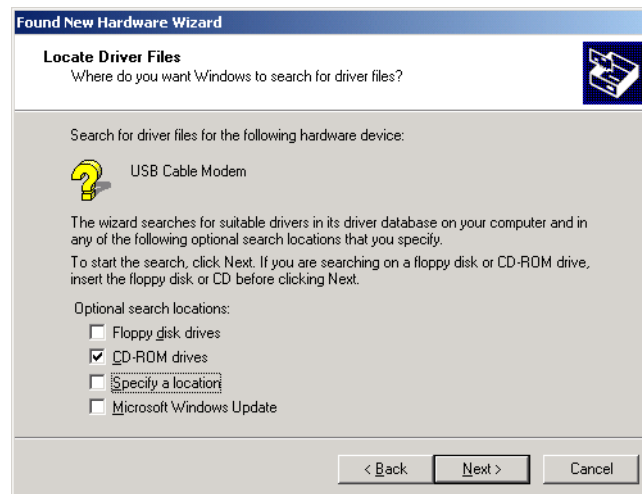 Found New Hardware Wizard
Locate Driver Files
Where do you want Windows to search for driver files?
Search for driver files for the following hardware device:
USB Cable Modem
The wizard searches for suitable drivers in its driver database on your computer and in
any of the following optional search locations that you specify.
To start the search, click Next. If you are searching on a floppy disk or CD-ROM drive,
insert the floppy disk or CD before clicking Next.
Optional search locations:
Floppy disk drives
CD-ROM drives
Specify a location
Microsoft Windows Update
< Back Next > Cancel